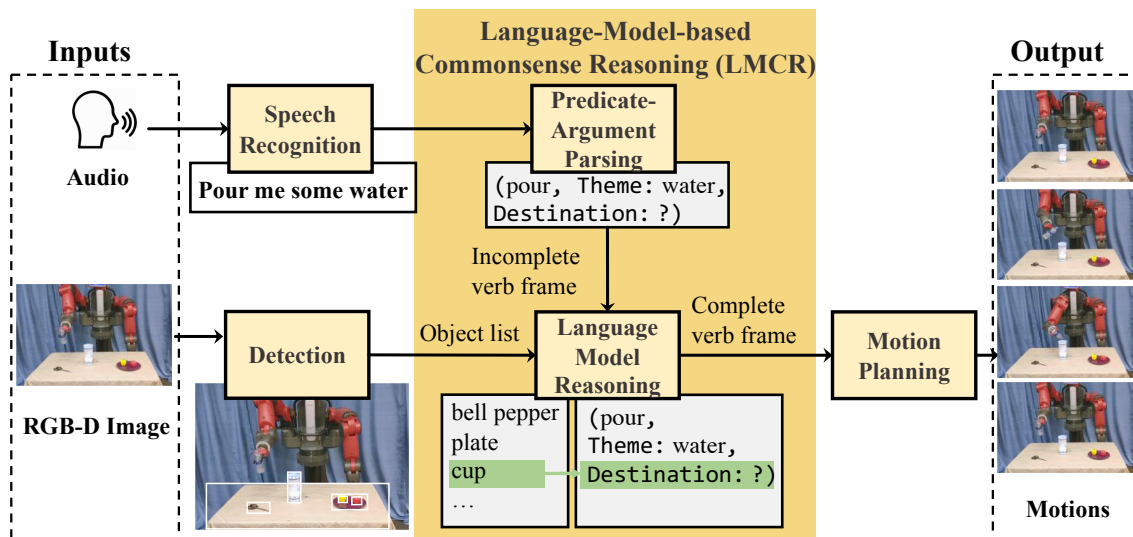 Inputs
Audio
RGB-D Image
Speech
Recognition
Pour me some water
Detection
Language-Model-based
Commonsense Reasoning (LMCR)
Predicate-
Argument
Parsing
(pour, Theme: water,
Destination: ?)
Incomplete
verb frame
Object list
Language
Model
Reasoning
Complete
verb frame
bell pepper
plate
cup
…
(pour,
Theme: water,
Destination: ?)
Motion
Planning
Output
Motions